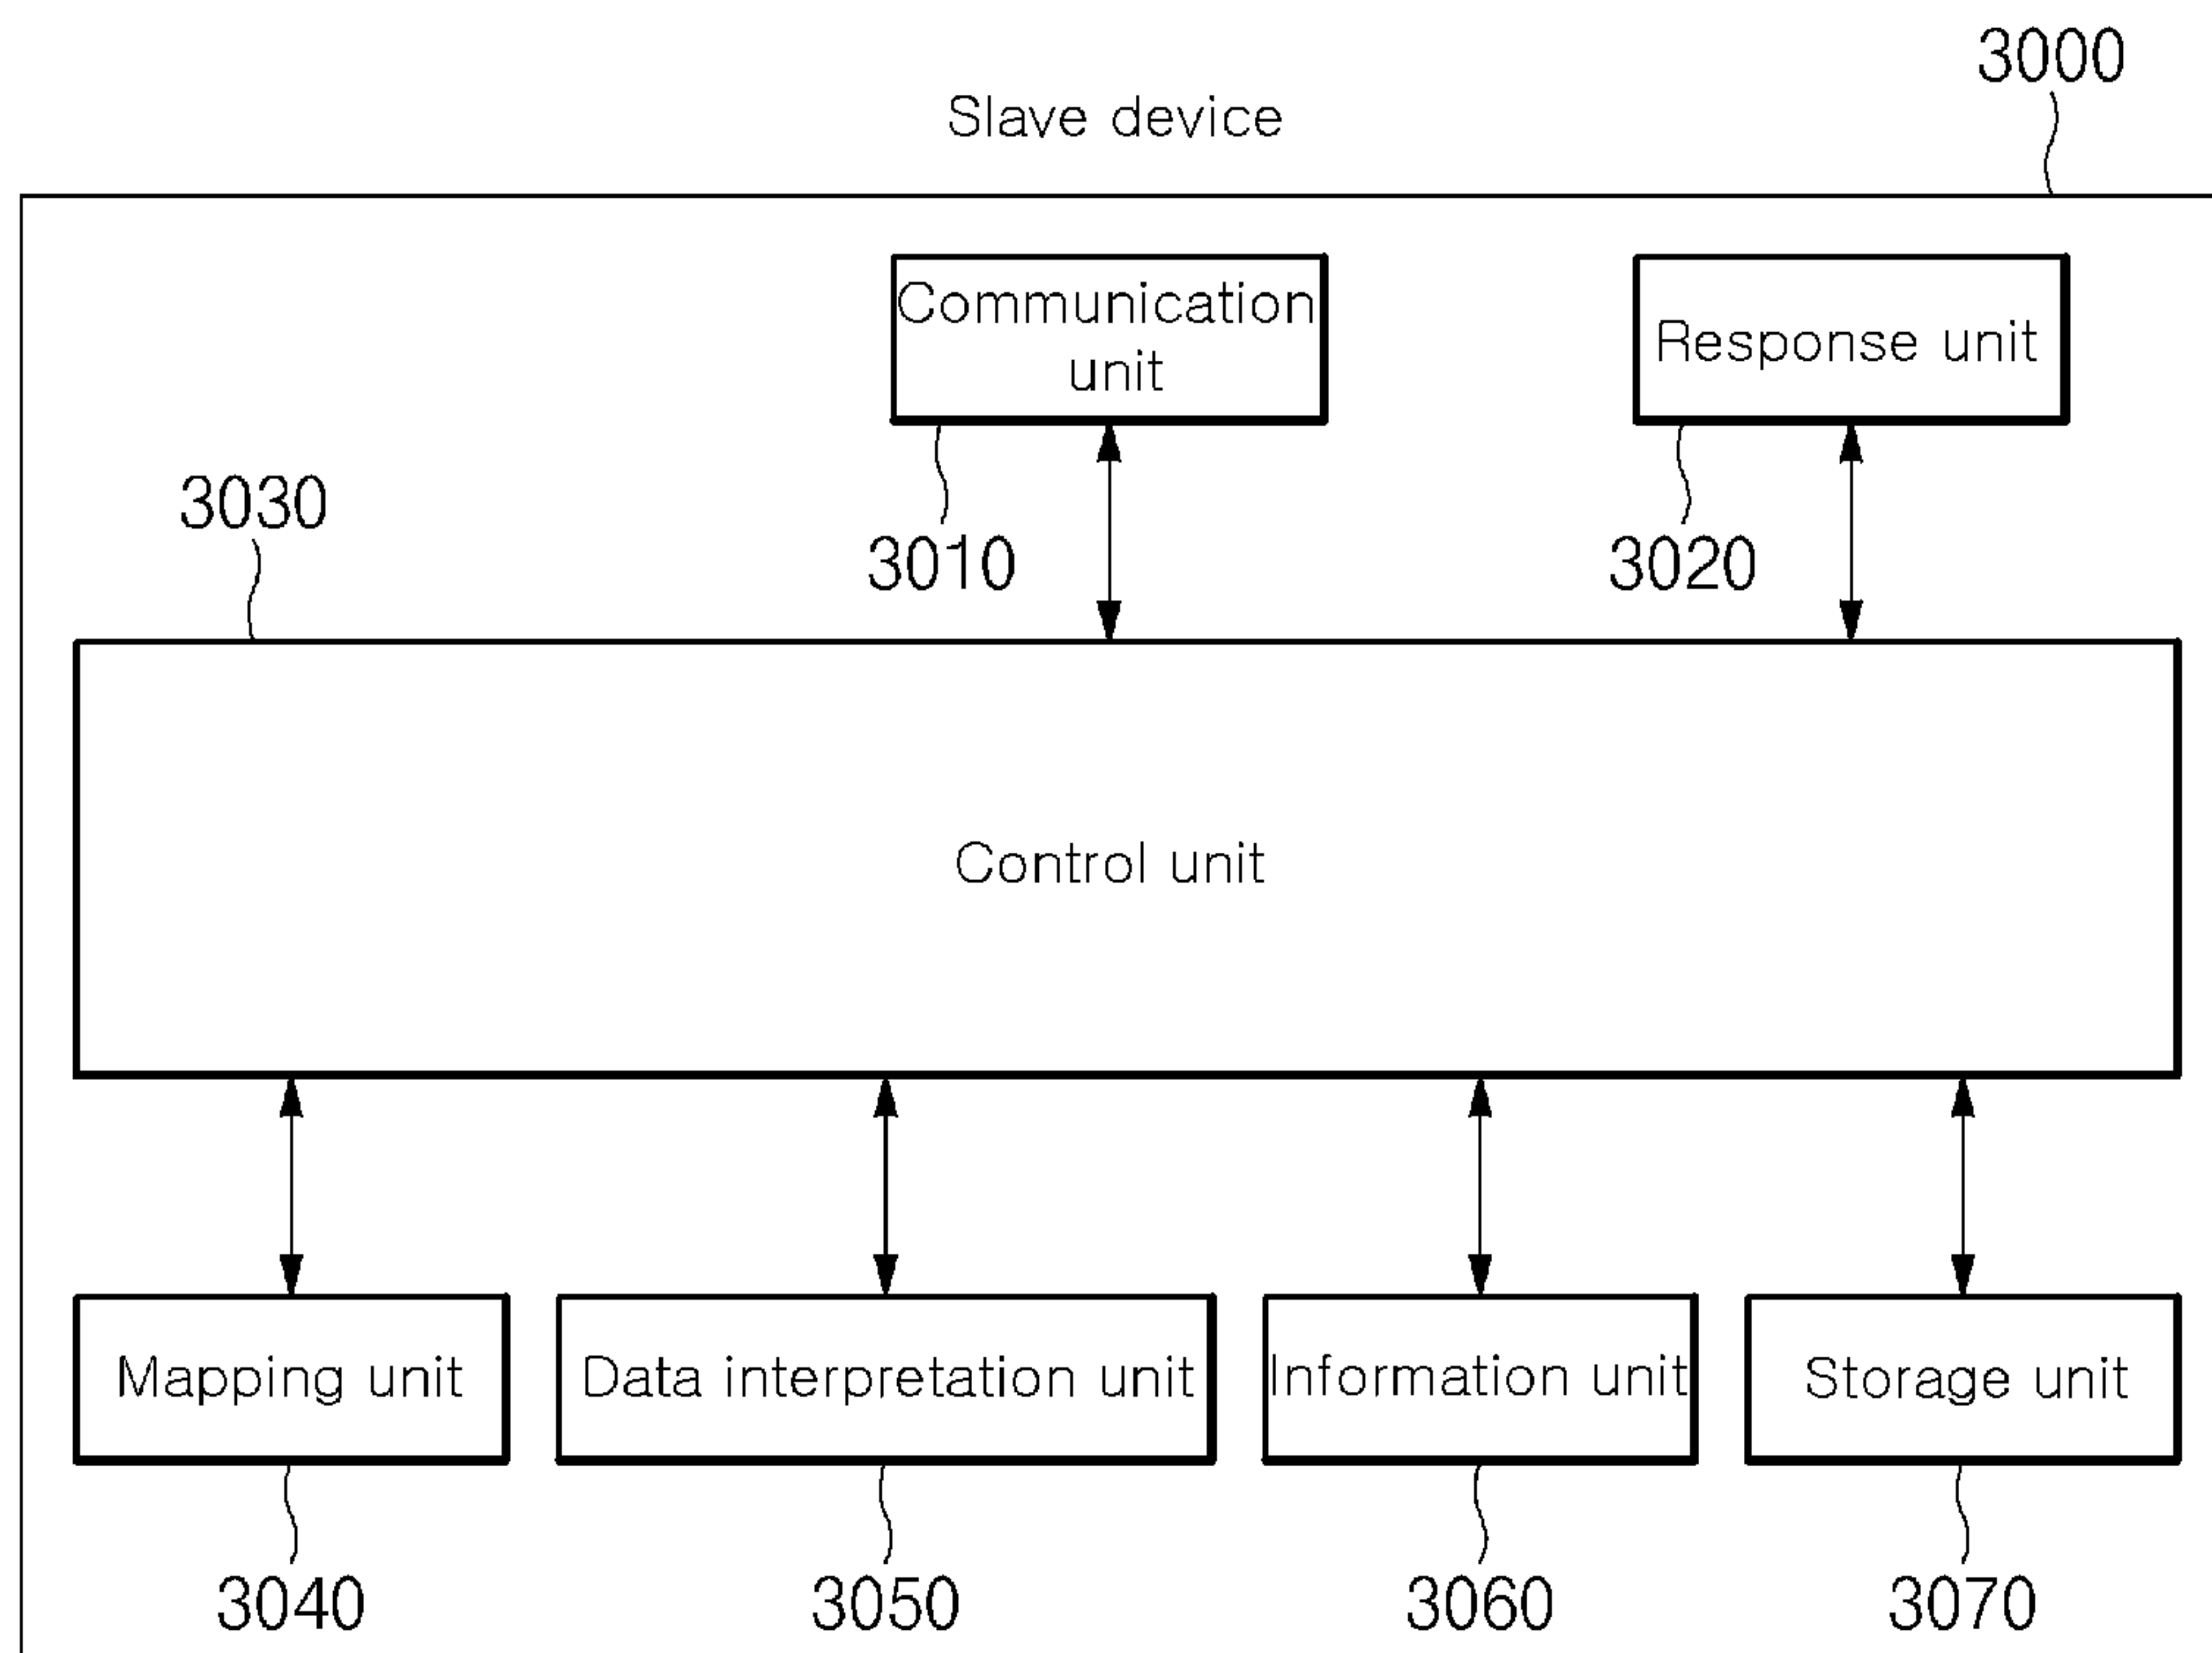 3000
Slave device
Communication
unit
Response unit
3030
3010
3020
Control unit
Mapping unit
Data interpretation unit
Information unit
Storage unit
3040
3050
3060
3070